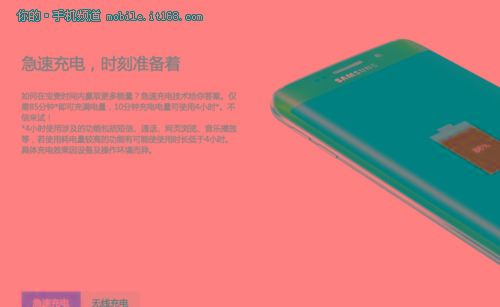 你的·手机频道 mobile.it168.com
急速充电，时刻准备着
如何在宝贵时间内赢取更多能量？急速充电技术给你答案。仅
需85分钟*即可充满电量，10分钟充电电量可使用4小时*。不
信来试！
*4小时使用涉及的功能包括短信、通话、网页浏览、音乐播放
等，若使用耗电量较高的功能有可能使使用时长低于4小时。
具体充电效果因设备及操作环境而异。
SAMSUNG
急速充电
无线充电